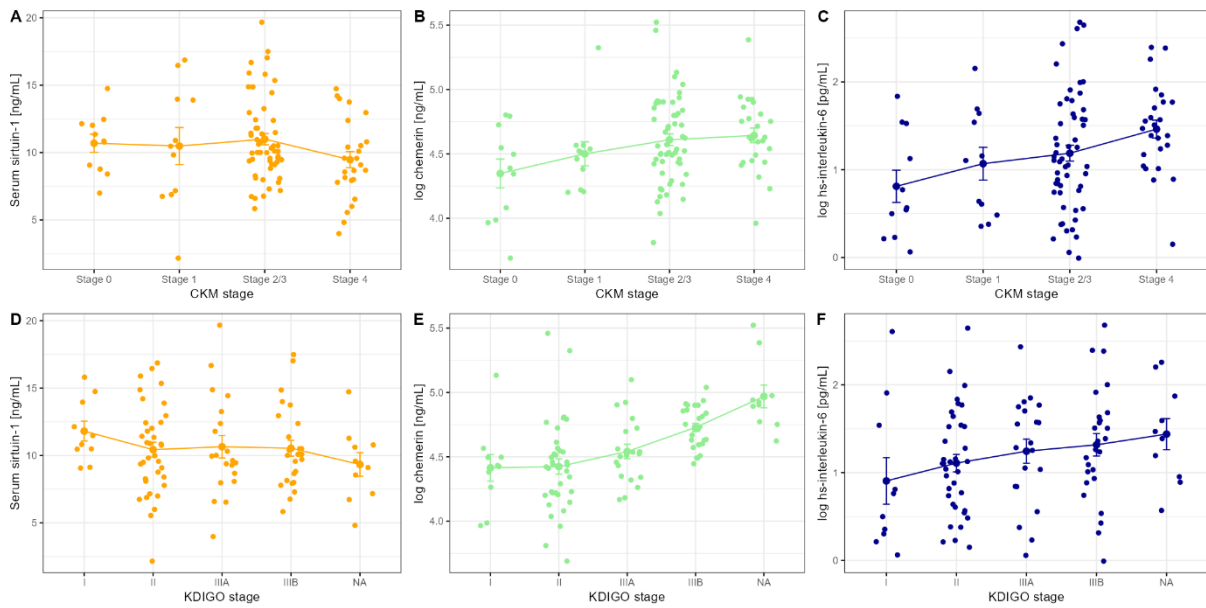 A
Serum sirtuin-1 [ng/mL]
20
15
10
5
Stage 0 Stage 1 Stage 2/3 Stage 4
CKM stage
B
log chemerin [ng/mL]
5.5
5.0
4.5
4.0
Stage 0 Stage 1 Stage 2/3 Stage 4
CKM stage
C
log hs-interleukin-6 [pg/mL]
2
1
0
Stage 0 Stage 1 Stage 2/3 Stage 4
CKM stage
D
Serum sirtuin-1 [ng/mL]
20
15
10
5
I II IIIA IIIB NA
KDIGO stage
E
log chemerin [ng/mL]
5.5
5.0
4.5
4.0
I II IIIA IIIB NA
KDIGO stage
F
log hs-interleukin-6 [pg/mL]
2
1
0
I II IIIA IIIB NA
KDIGO stage